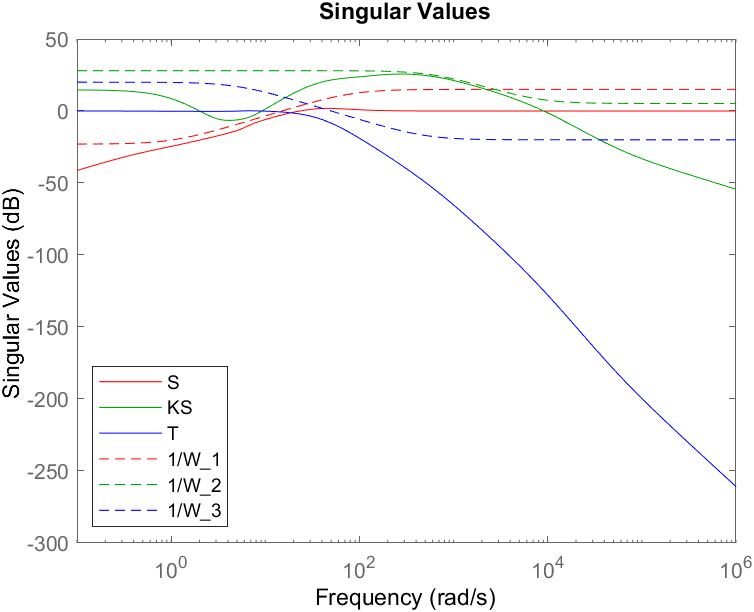 Singular Values
50
0
-50
-100
-150
-200
-250
-300
Singular Values (dB)
S
KS
T
1/W_1
1/W_2
1/W_3
10^0 10^2 10^4 10^6
Frequency (rad/s)